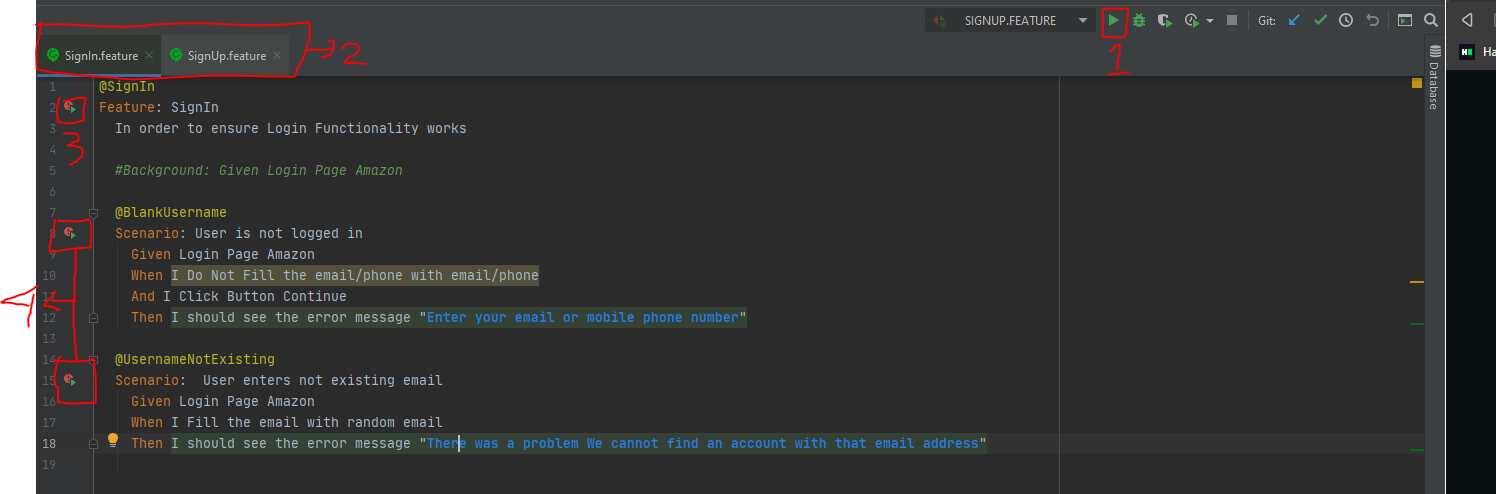 SIGNUP.FEATURE
Git:
Ha
SignIn.feature
SignUp.feature
2
1
Database
1 @SignIn
2 Feature: SignIn
3 In order to ensure Login Functionality works
3
4
5 #Background: Given Login Page Amazon
6
7 @BlankUsername
8 Scenario: User is not logged in
9 Given Login Page Amazon
10 When I Do Not Fill the email/phone with email/phone
11 And I Click Button Continue
4
12 Then I should see the error message "Enter your email or mobile phone number"
13
14 @UsernameNotExisting
15 Scenario:  User enters not existing email
16 Given Login Page Amazon
17 When I Fill the email with random email
18 Then I should see the error message "There was a problem We cannot find an account with that email address"
19